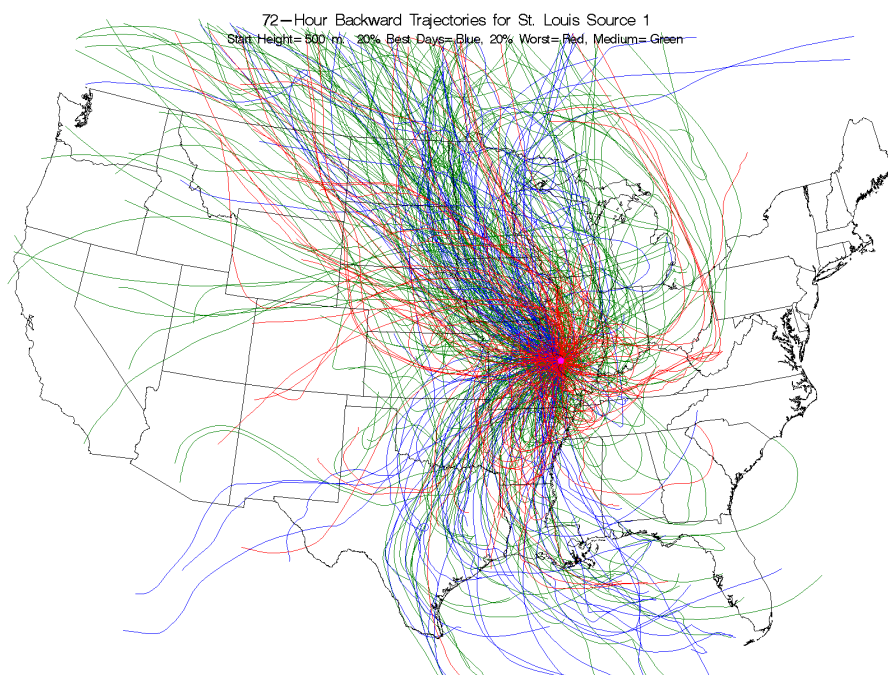 72-Hour Backward Trajectories for St. Louis Source 1
Start Height= 500 m, 20% Best Days= Blue, 20% Worst= Red, Medium= Green